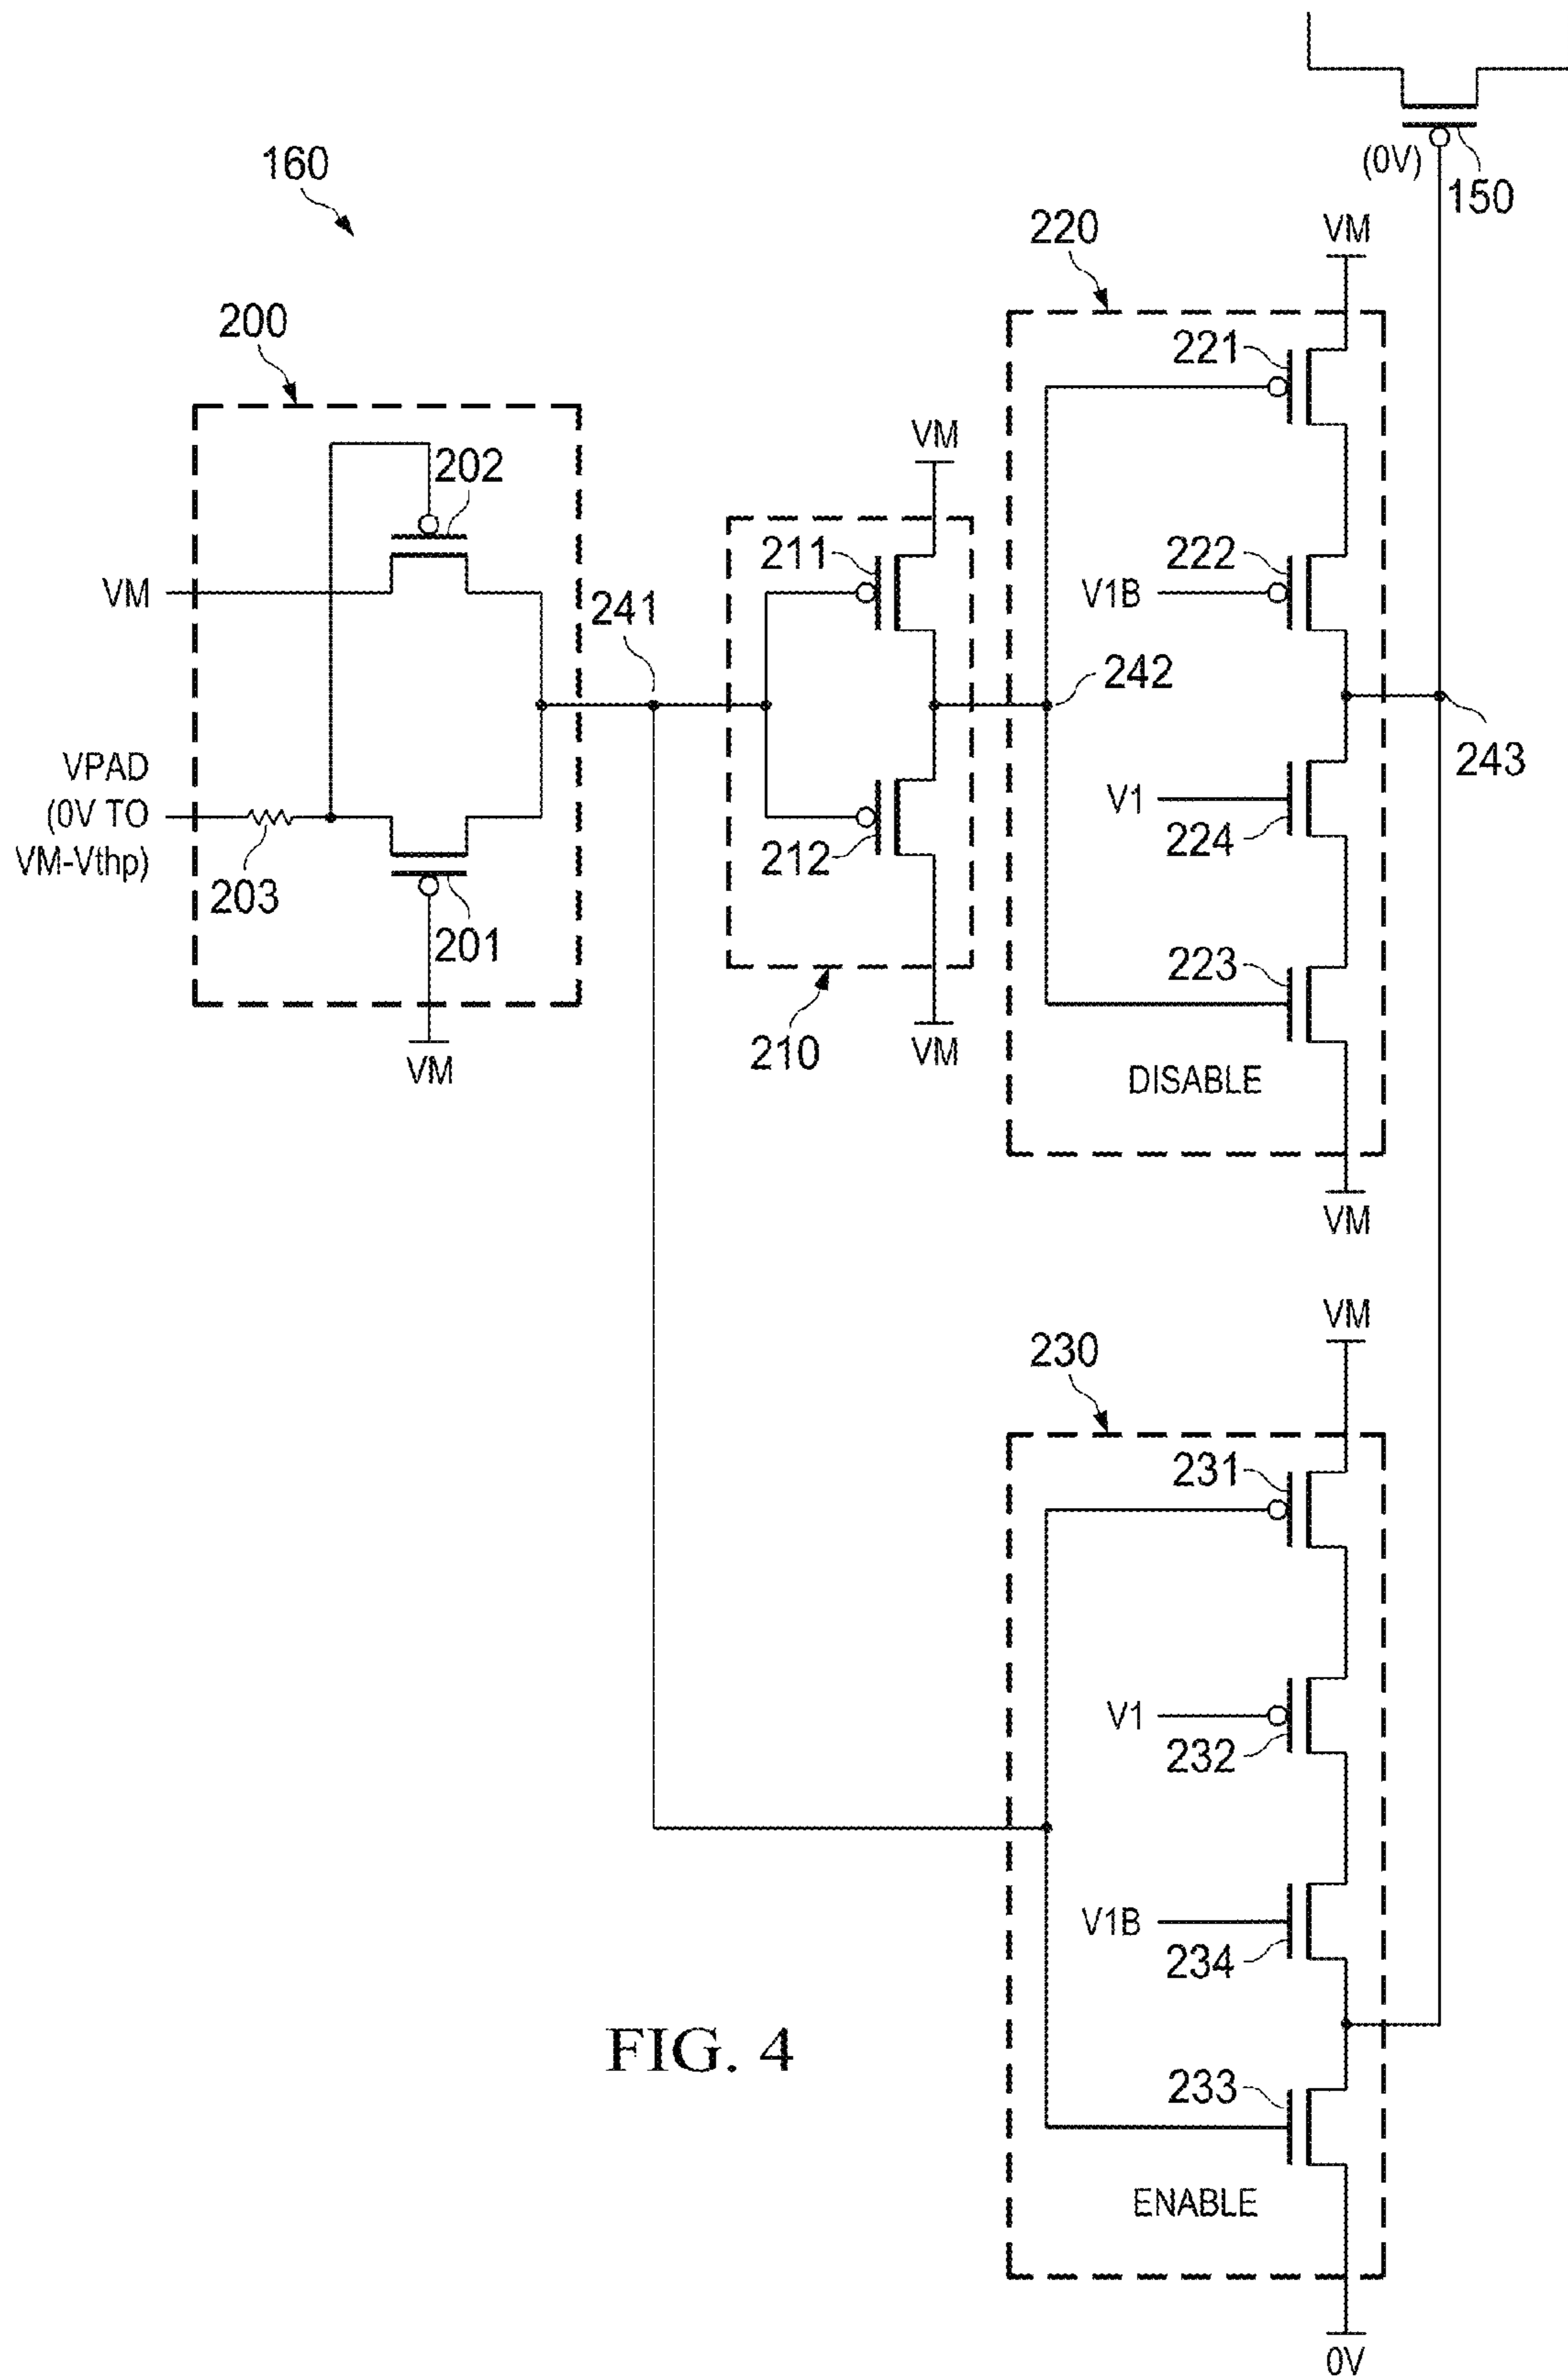 160
(0V)
150
220
VM
200
221
202
VM
211
222
VM
241
V1B
242
VPAD
(0V TO
VM-Vthp)
203
201
212
V1
224
243
223
VM
210
VM
DISABLE
VM
VM
230
231
V1
232
V1B
234
FIG. 4
233
ENABLE
0V